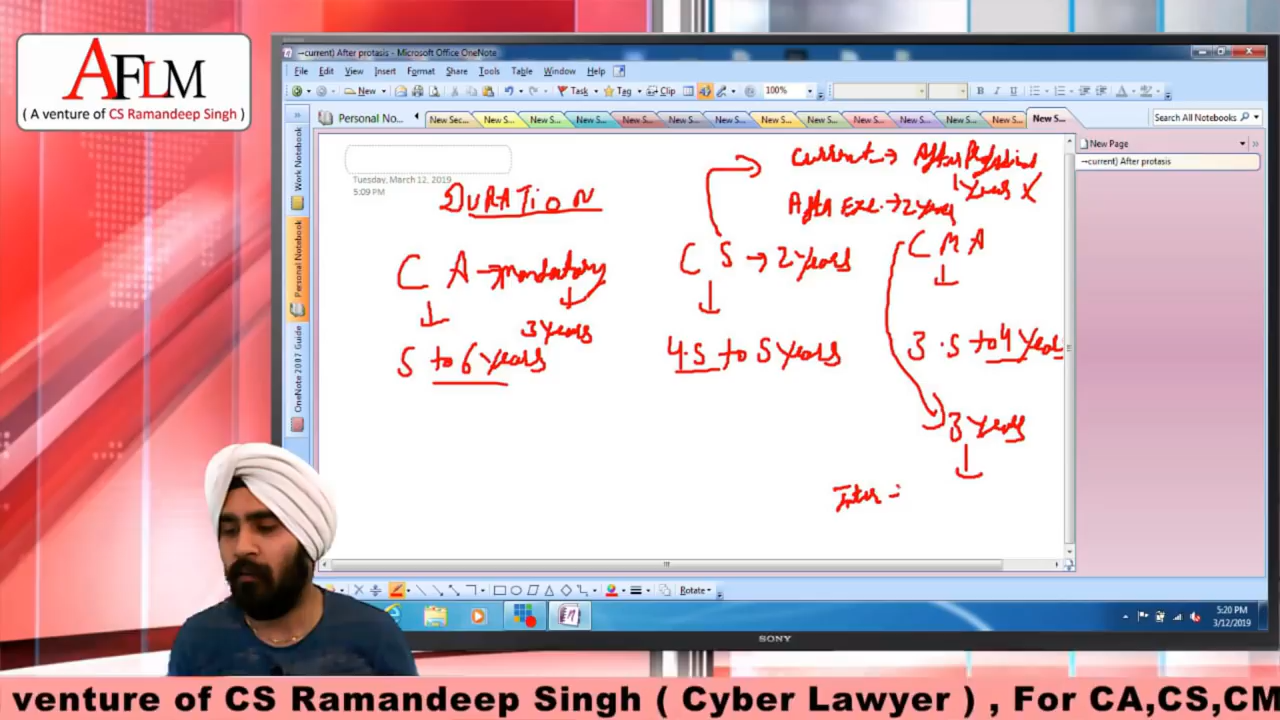 AFLM
( A venture of CS Ramandeep Singh )
→current) After protasis - Microsoft Office OneNote
File Edit View Insert Format Share Tools Table Window Help
New Task Tag Clip 100%
Personal No... New Sec... New S... New S... New S... New S... New S... New S... New S... New S... New S... New S... New S... New S... New S... Search All Notebooks
Work Notebook
Personal Notebook
OneNote 2007 Guide
New Page
→current) After protasis
Tuesday, March 12, 2019
5:09 PM
DURATION
Current →
After
1 Years X
After Exe. → 2 Years
C A → mandatory
3 Years
5 to 6 Years
C S → 2 Years
4.5 to 5 Years
C M A
3.5 to 4 Years
3 Years
Inter
Rotate
5:20 PM
3/12/2019
SONY
venture of CS Ramandeep Singh ( Cyber Lawyer ) , For CA,CS,CM